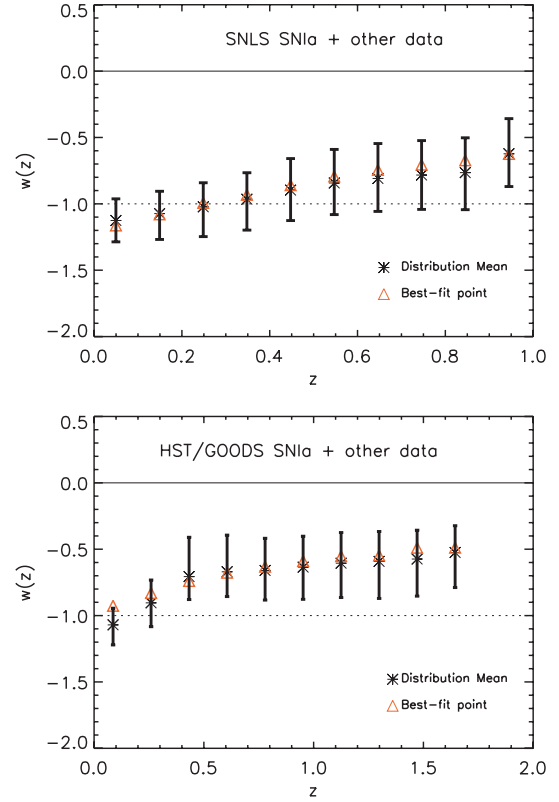 SNLS SNIa + other data
0.5
0.0
-0.5
-1.0
-1.5
-2.0
w(z)
Distribution Mean
Best-fit point
0.0 0.2 0.4 0.6 0.8 1.0
z
HST/GOODS SNIa + other data
0.5
0.0
-0.5
-1.0
-1.5
-2.0
w(z)
Distribution Mean
Best-fit point
0.0 0.5 1.0 1.5 2.0
z